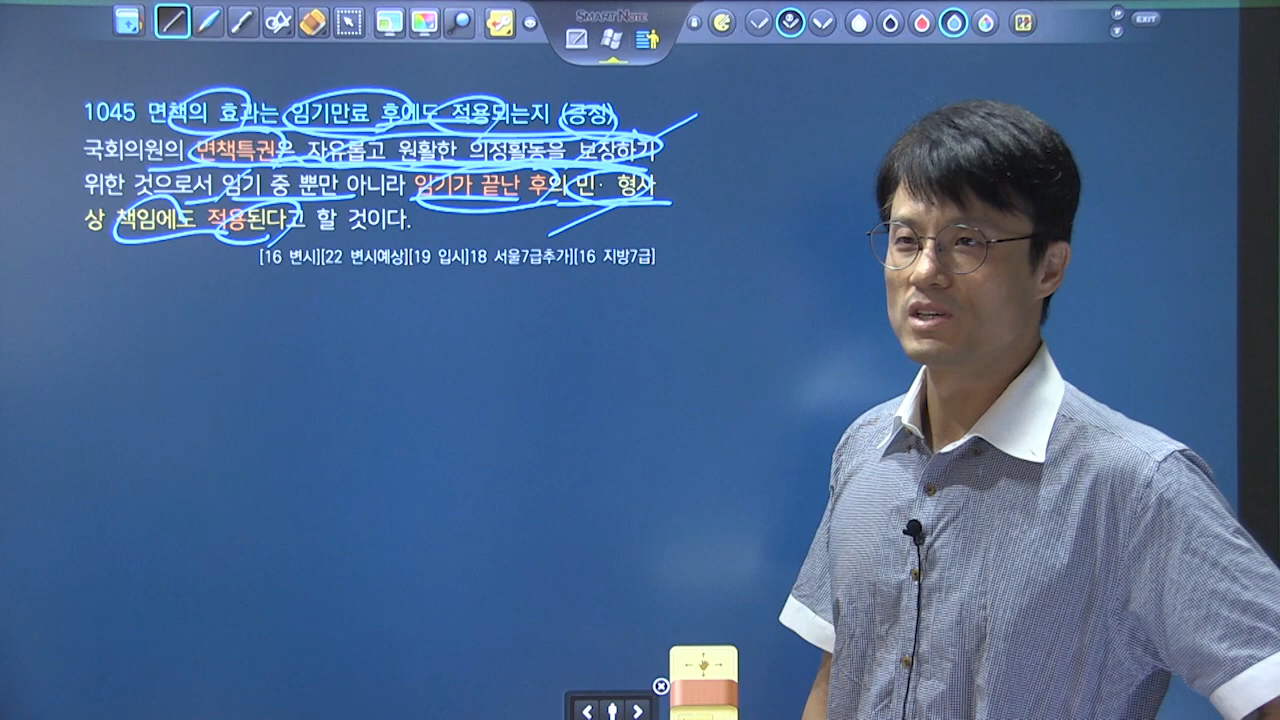 SMARTNOTE
EXIT
1045 면책의 효과는 임기만료 후에도 적용되는지 (긍정)
국회의원의 면책특권은 자유롭고 원활한 의정활동을 보장하기
위한 것으로서 임기 중 뿐만 아니라 임기가 끝난 후의 민· 형사
상 책임에도 적용된다고 할 것이다.
[16 변시][22 변시예상][19 입시]18 서울7급추가][16 지방7급]